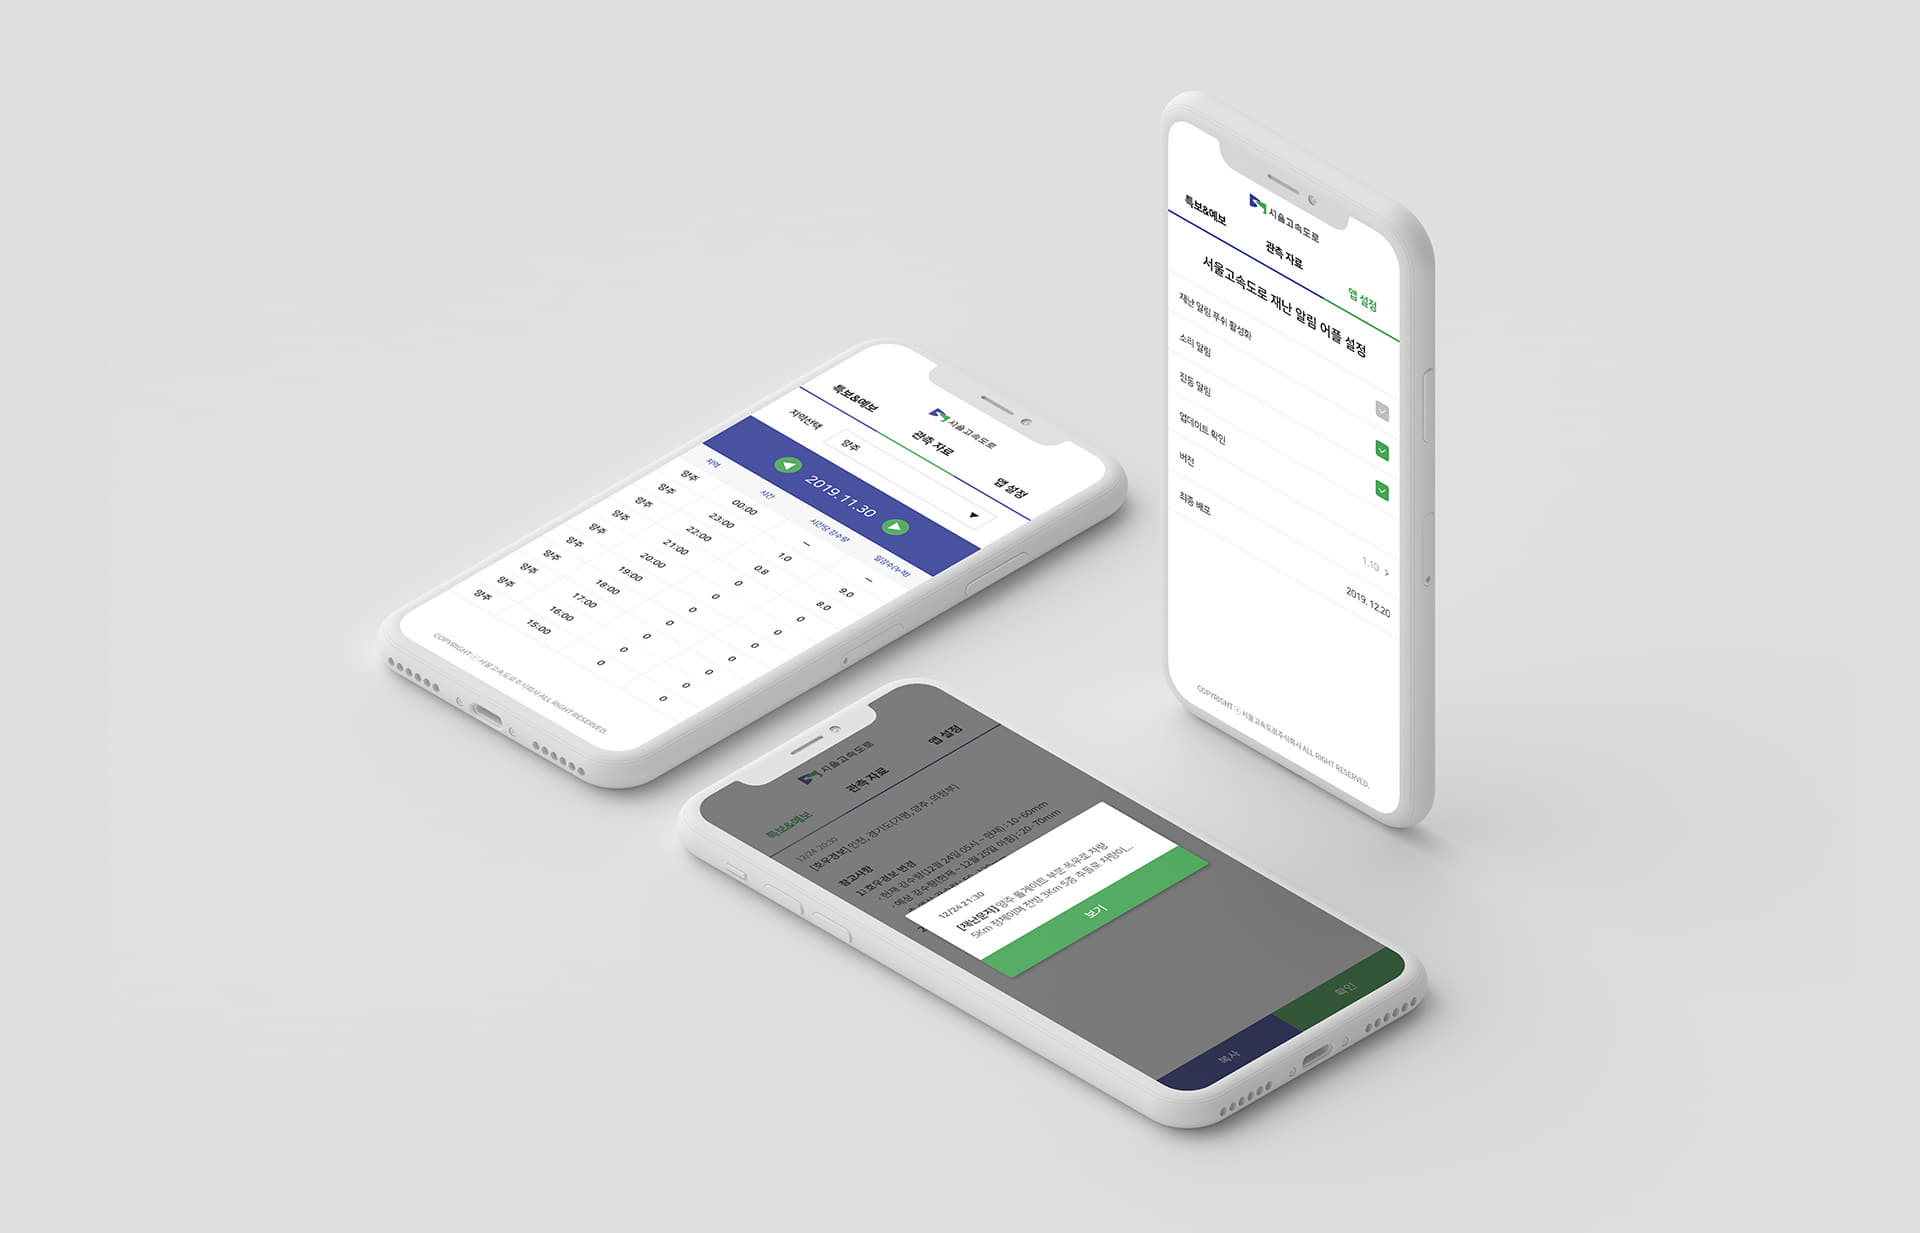 서울고속도로
특보&예보
관측 자료
앱 설정
지역선택
양주
▼
◀ 2019.11.30 ▶
지역 시간 시간당 강수량 일강수(누적)
양주 00:00 – –
양주 23:00 1.0 9.0
양주 22:00 0.8 8.0
양주 21:00 0 0
양주 20:00 0 0
양주 19:00 0 0
양주 18:00 0 0
양주 17:00 0 0
양주 16:00 0 0
양주 15:00 0 0
COPYRIGHT ⓒ 서울고속도로주식회사 ALL RIGHT RESERVED.
서울고속도로
특보&예보
관측 자료
앱 설정
서울고속도로 재난 알림 어플 설정
재난 알림 푸쉬 활성화
소리 알림
진동 알림
업데이트 확인
버전
1.10 >
최종 배포
2019. 12.20
COPYRIGHT ⓒ 서울고속도로주식회사 ALL RIGHT RESERVED.
서울고속도로
특보&예보
관측 자료
앱 설정
12/24 20:30
[호우경보] 인천, 경기도(가평, 양주, 의정부)
참고사항
1) 호우경보 변경
· 현재 강수량(12월 24일 05시 ~ 현재) : 10-60mm
· 예상 강수량(현재 ~ 12월 25일 아침) : 20-70mm
12/24 21:30
[재난문자] 양주 톨게이트 부분 폭우로 차량
5Km 정체이며 전방 3Km 5중 추돌로 차량이...
보기
복사
확인